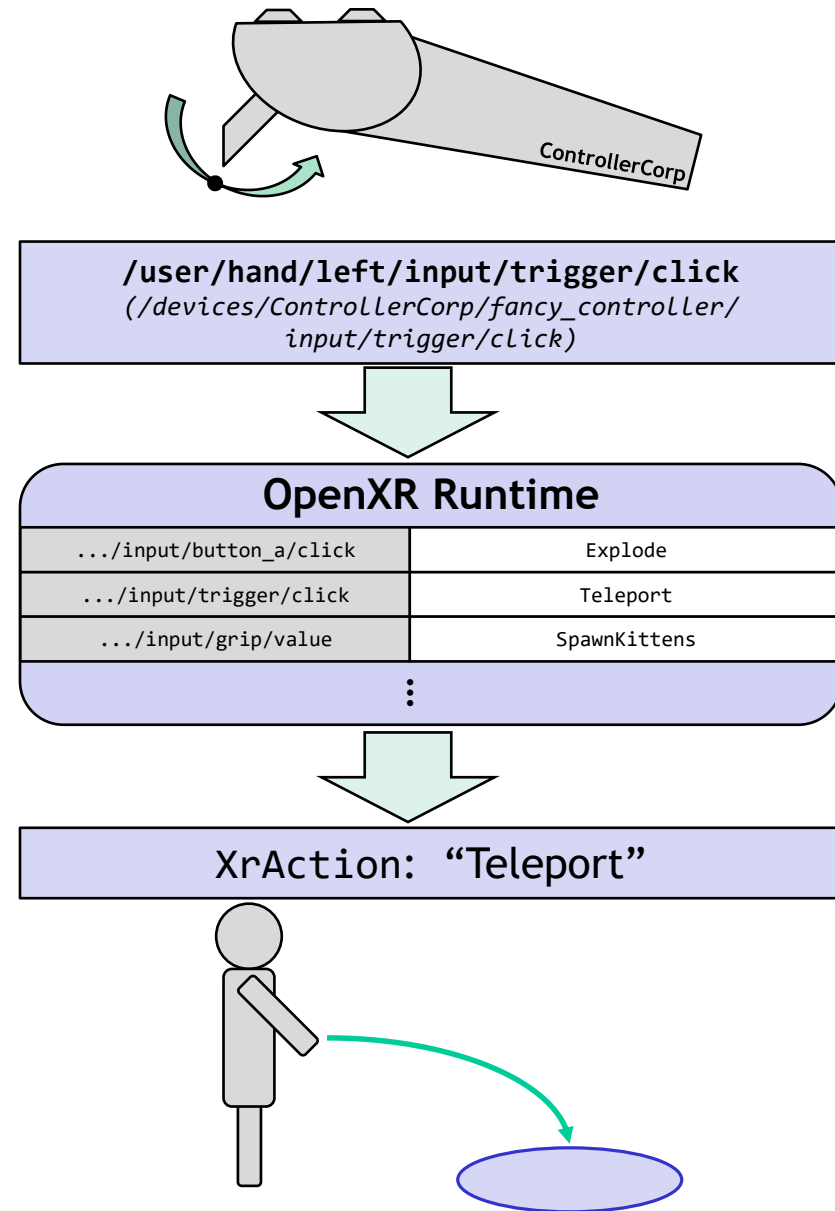 ControllerCorp
/user/hand/left/input/trigger/click
(/devices/ControllerCorp/fancy_controller/
input/trigger/click)
OpenXR Runtime
.../input/button_a/click Explode
.../input/trigger/click Teleport
.../input/grip/value SpawnKittens
⋮
XrAction: “Teleport”